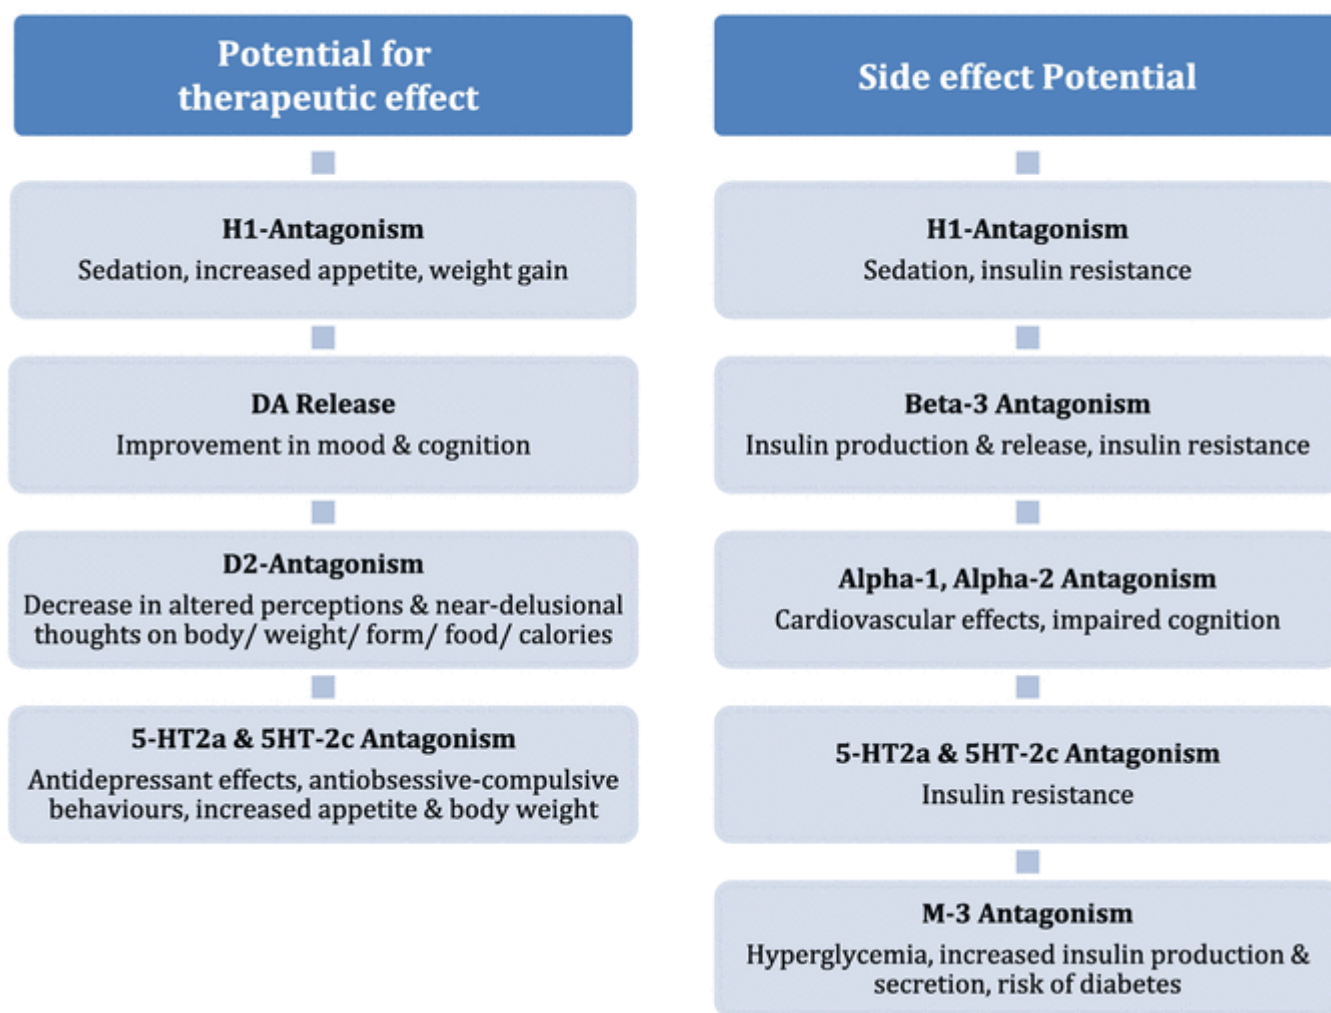 Potential for
therapeutic effect
H1-Antagonism
Sedation, increased appetite, weight gain
DA Release
Improvement in mood & cognition
D2-Antagonism
Decrease in altered perceptions & near-delusional
thoughts on body/ weight/ form/ food/ calories
5-HT2a & 5HT-2c Antagonism
Antidepressant effects, antiobsessive-compulsive
behaviours, increased appetite & body weight
Side effect Potential
H1-Antagonism
Sedation, insulin resistance
Beta-3 Antagonism
Insulin production & release, insulin resistance
Alpha-1, Alpha-2 Antagonism
Cardiovascular effects, impaired cognition
5-HT2a & 5HT-2c Antagonism
Insulin resistance
M-3 Antagonism
Hyperglycemia, increased insulin production &
secretion, risk of diabetes